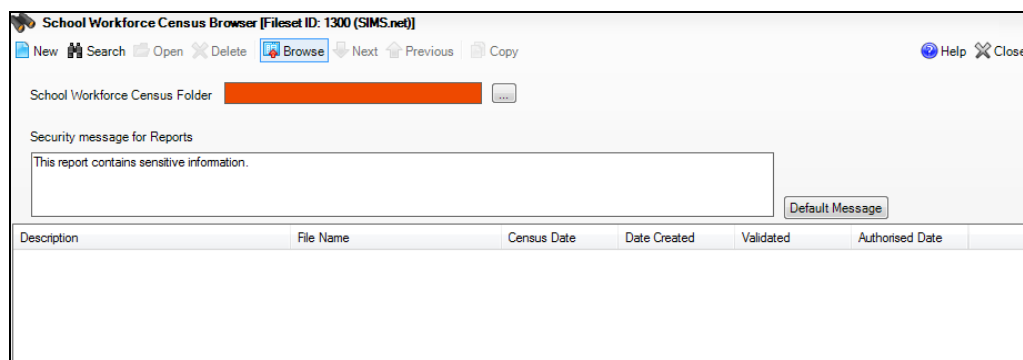 School Workforce Census Browser [Fileset ID: 1300 (SIMS.net)]
New Search Open Delete Browse Next Previous Copy Help Close
School Workforce Census Folder ...
Security message for Reports
This report contains sensitive information.
Default Message
Description File Name Census Date Date Created Validated Authorised Date